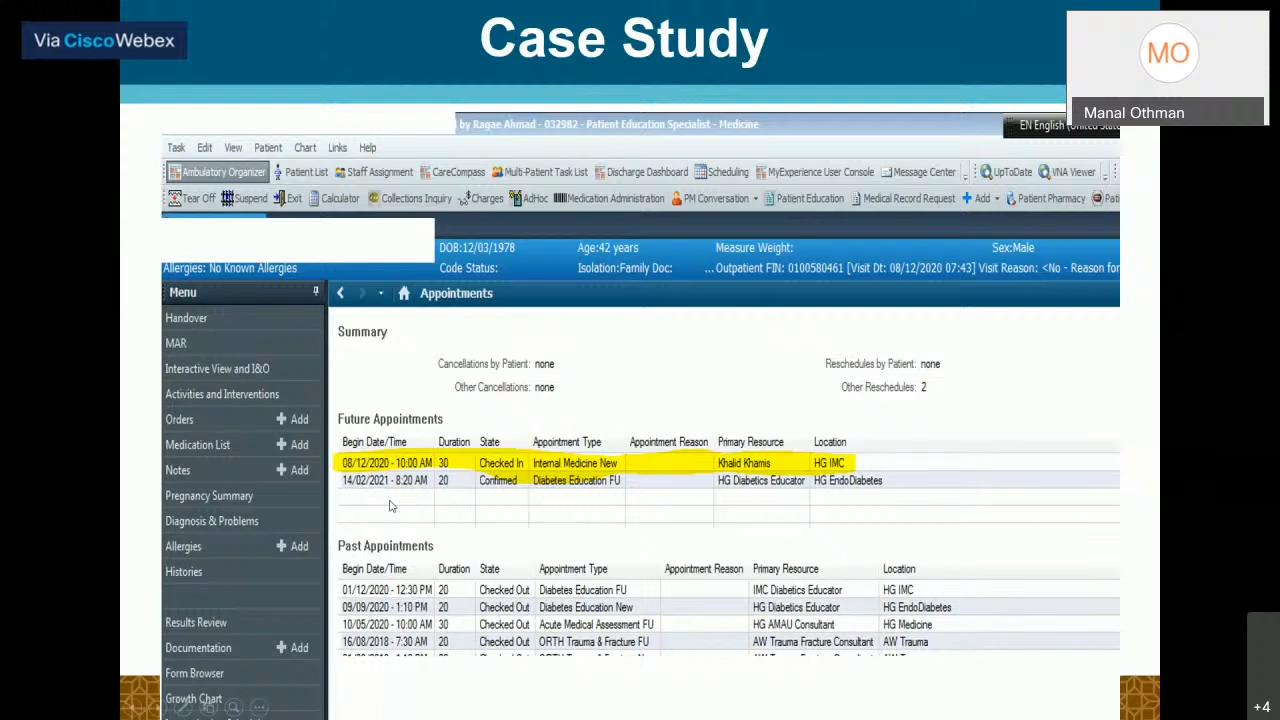 Via CiscoWebex
Case Study
MO
Manal Othman
by Ragae Ahmad - 032982 - Patient Education Specialist - Medicine
EN English (United State
Task Edit View Patient Chart Links Help
Ambulatory Organizer Patient List Staff Assignment CareCompass Multi-Patient Task List Discharge Dashboard Scheduling MyExperience User Console Message Center UpToDate VNA Viewer
Tear Off Suspend Exit Calculator Collections Inquiry Charges AdHoc Medication Administration PM Conversation Patient Education Medical Record Request Add Patient Pharmacy Pati
DOB:12/03/1978 Age:42 years Measure Weight: Sex:Male
Allergies: No Known Allergies Code Status: Isolation:Family Doc: ...Outpatient FIN: 0100580461 [Visit Dt: 08/12/2020 07:43] Visit Reason: <No - Reason for
Menu
Appointments
Handover
MAR
Interactive View and I&O
Activities and Interventions
Orders + Add
Medication List + Add
Notes + Add
Pregnancy Summary
Diagnosis & Problems
Allergies + Add
Histories
Results Review
Documentation + Add
Form Browser
Growth Chart
Summary
Cancellations by Patient: none Reschedules by Patient: none
Other Cancellations: none Other Reschedules: 2
Future Appointments
Begin Date/Time Duration State Appointment Type Appointment Reason Primary Resource Location
08/12/2020 - 10:00 AM 30 Checked In Internal Medicine New Khalid Khamis HG IMC
14/02/2021 - 8:20 AM 20 Confirmed Diabetes Education FU HG Diabetics Educator HG EndoDiabetes
Past Appointments
Begin Date/Time Duration State Appointment Type Appointment Reason Primary Resource Location
01/12/2020 - 12:30 PM 20 Checked Out Diabetes Education FU IMC Diabetics Educator HG IMC
09/09/2020 - 1:10 PM 20 Checked Out Diabetes Education New HG Diabetics Educator HG EndoDiabetes
10/05/2020 - 10:00 AM 30 Checked Out Acute Medical Assessment FU HG AMAU Consultant HG Medicine
16/08/2018 - 7:30 AM 20 Checked Out ORTH Trauma & Fracture FU AW Trauma Fracture Consultant AW Trauma
+4